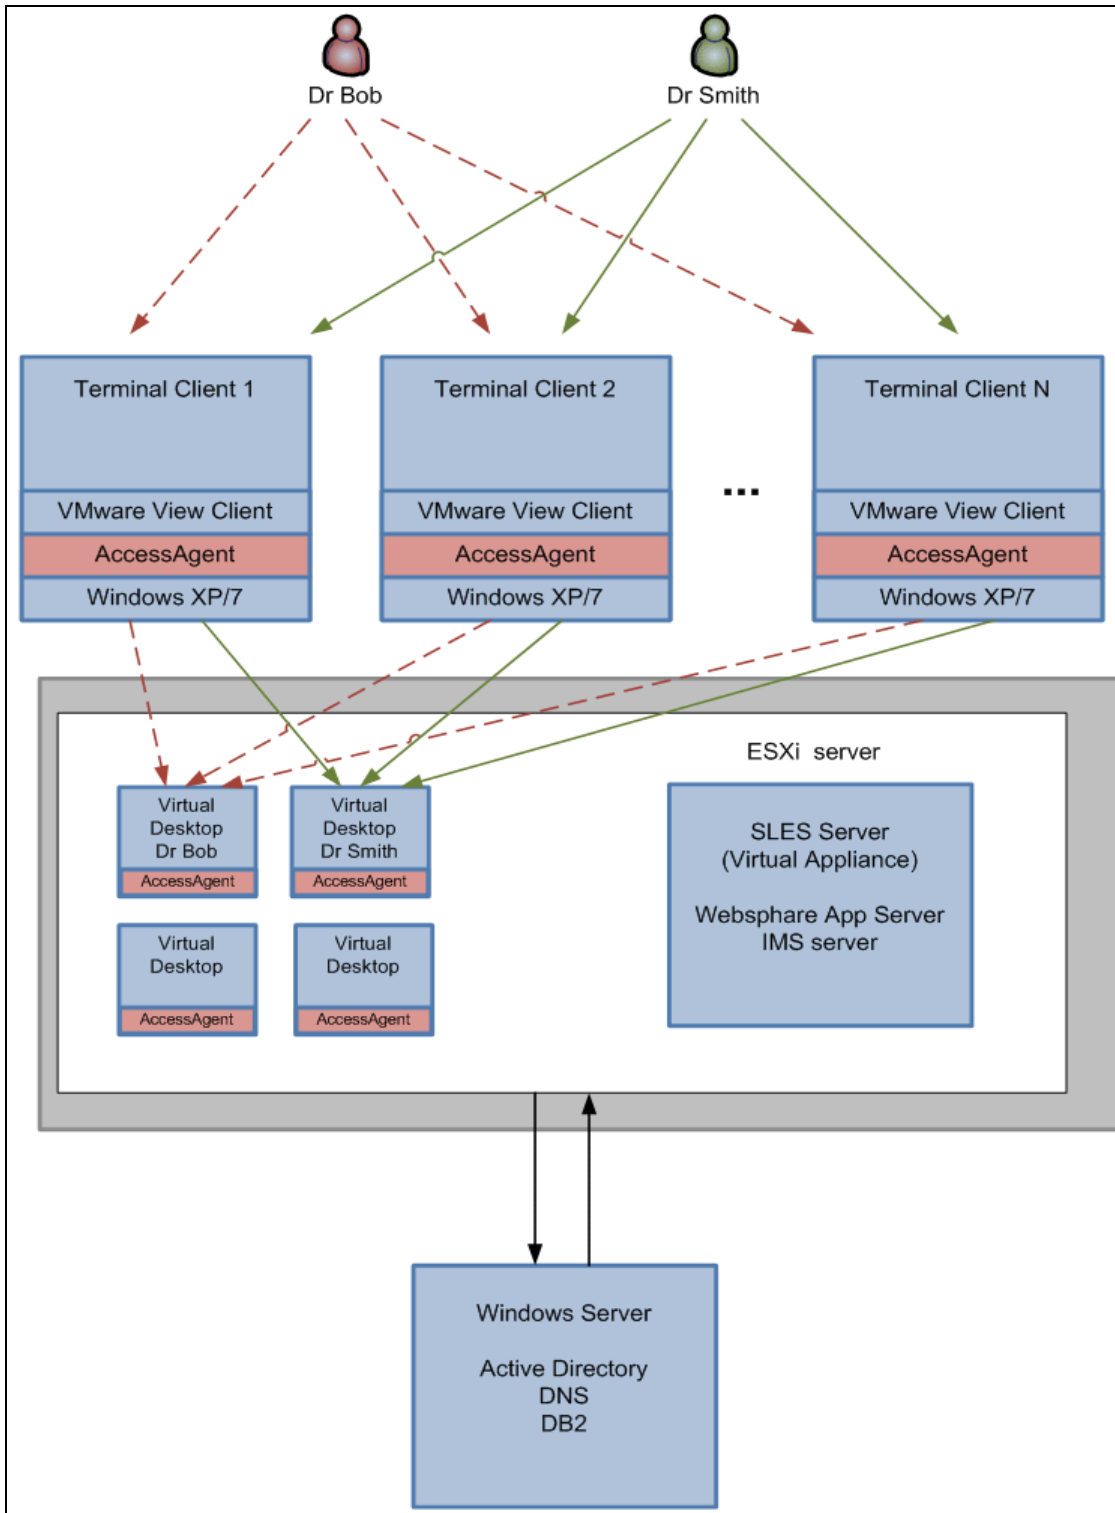 Dr Bob
Dr Smith
Terminal Client 1
VMware View Client
AccessAgent
Windows XP/7
Terminal Client 2
VMware View Client
AccessAgent
Windows XP/7
...
Terminal Client N
VMware View Client
AccessAgent
Windows XP/7
ESXi server
Virtual
Desktop
Dr Bob
AccessAgent
Virtual
Desktop
Dr Smith
AccessAgent
Virtual
Desktop
AccessAgent
Virtual
Desktop
AccessAgent
SLES Server
(Virtual Appliance)
Websphare App Server
IMS server
Windows Server
Active Directory
DNS
DB2